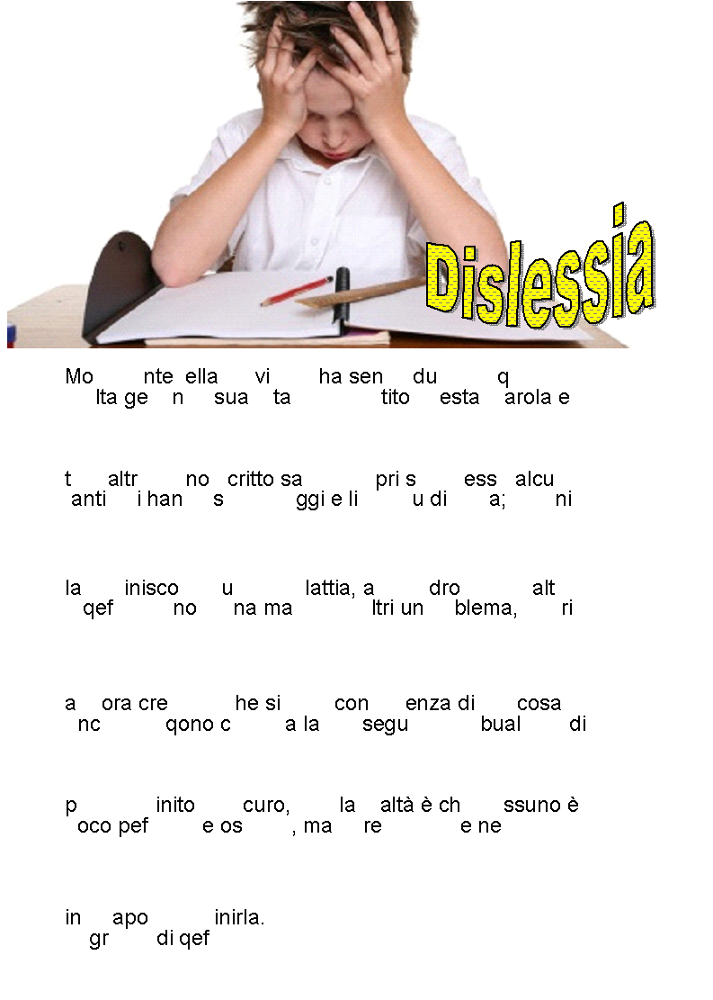 Dislessia
Mo nte ella vi ha sen du q
lta ge n sua ta tito esta arola e
t altr no critto sa pri s ess alcu
anti i han s ggi e li u di a; ni
la inisco u lattia, a dro alt
qef no na ma ltri un blema, ri
a ora cre he si con enza di cosa
nc qono c a la segu bual di
p inito curo, la altà è ch ssuno è
oco pef e os , ma re e ne
in apo inirla.
gr di qef